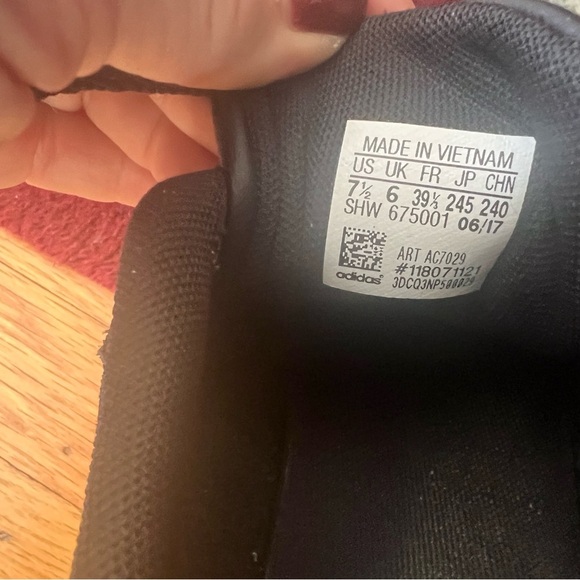 MADE IN VIETNAM
US UK FR JP CHN
7½ 6 39⅓ 245 240
SHW 675001 06/17
ART AC7029
#118071121
adidas®